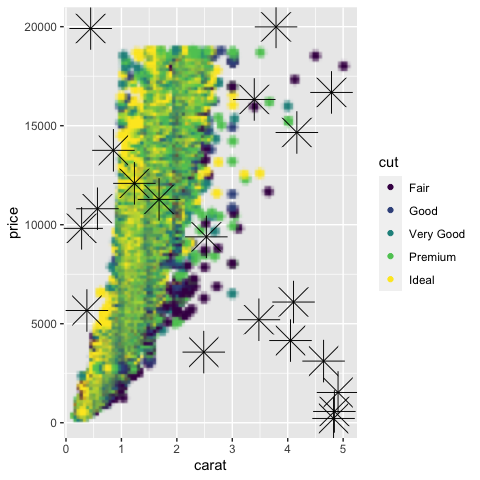 20000
15000
10000
5000
0
price
0 1 2 3 4 5
carat
cut
Fair
Good
Very Good
Premium
Ideal